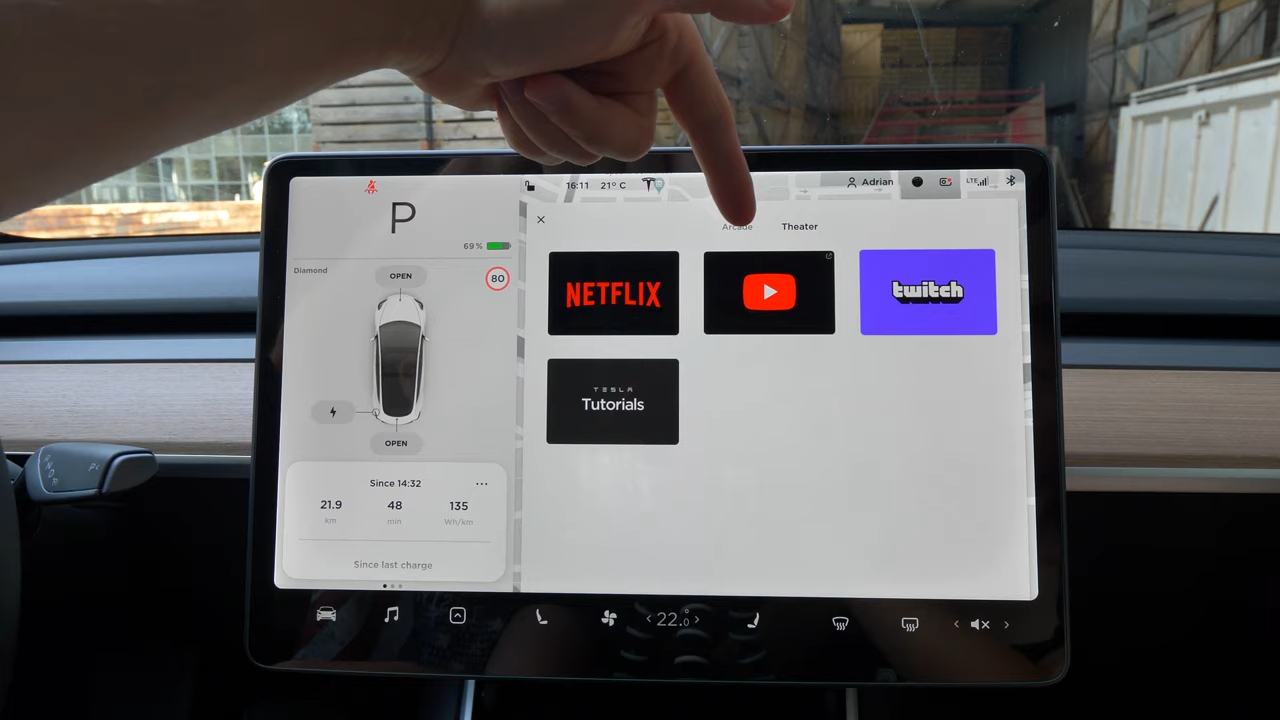 16:11 21° C Adrian LTE
P
69 %
Arcade Theater
Diamond
OPEN
80
NETFLIX
twitch
TESLA
Tutorials
OPEN
Since 14:32
21.9 48 135
km min Wh/km
Since last charge
22.0
R
N
D
P